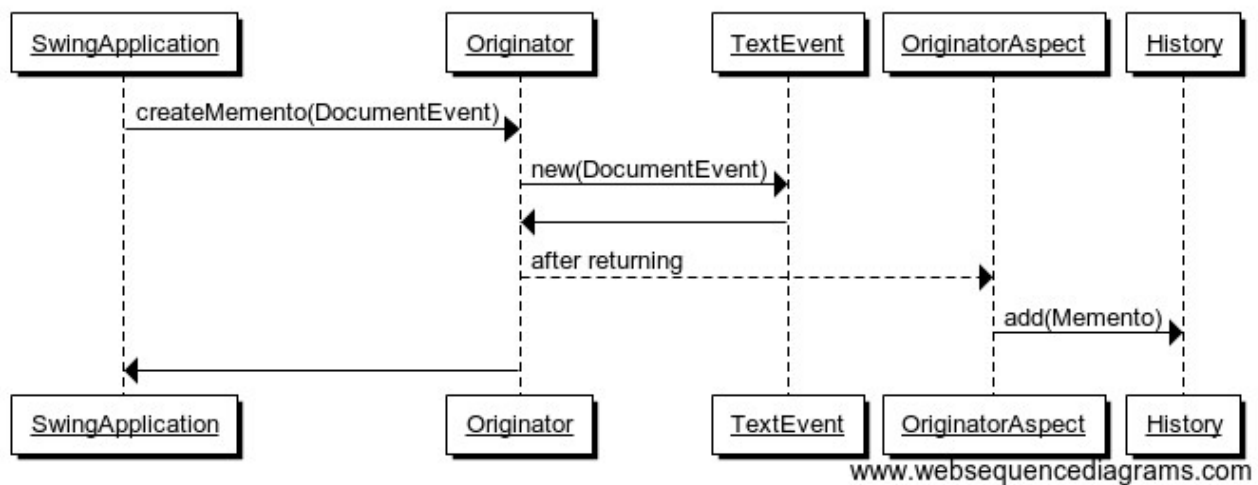 SwingApplication Originator TextEvent OriginatorAspect History
createMemento(DocumentEvent)
new(DocumentEvent)
after returning
add(Memento)
SwingApplication Originator TextEvent OriginatorAspect History
www.websequencediagrams.com